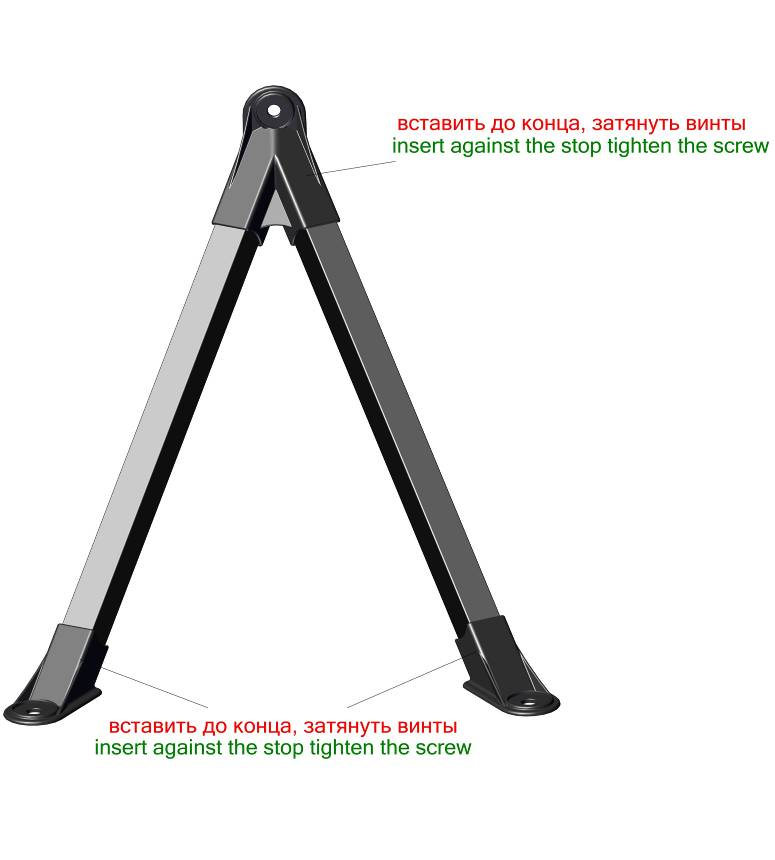 вставить до конца, затянуть винты
insert against the stop tighten the screw
вставить до конца, затянуть винты
insert against the stop tighten the screw